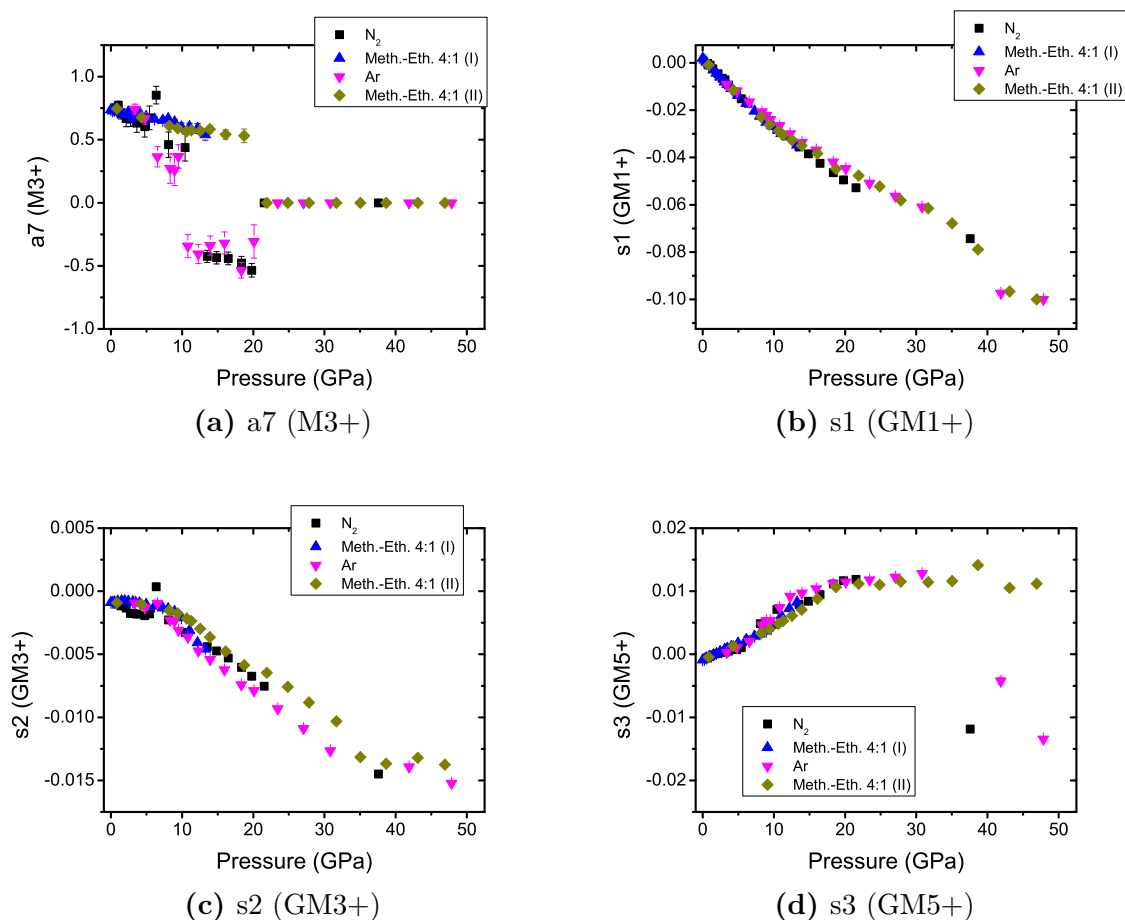 N2
Meth.-Eth. 4:1 (I)
Ar
Meth.-Eth. 4:1 (II)
1.0
0.5
0.0
-0.5
-1.0
a7 (M3+)
0 10 20 30 40 50
Pressure (GPa)
(a) a7 (M3+)
N2
Meth.-Eth. 4:1 (I)
Ar
Meth.-Eth. 4:1 (II)
0.00
-0.02
-0.04
-0.06
-0.08
-0.10
s1 (GM1+)
0 10 20 30 40 50
Pressure (GPa)
(b) s1 (GM1+)
N2
Meth.-Eth. 4:1 (I)
Ar
Meth.-Eth. 4:1 (II)
0.005
0.000
-0.005
-0.010
-0.015
s2 (GM3+)
0 10 20 30 40 50
Pressure (GPa)
(c) s2 (GM3+)
0.02
0.01
0.00
-0.01
-0.02
s3 (GM5+)
N2
Meth.-Eth. 4:1 (I)
Ar
Meth.-Eth. 4:1 (II)
0 10 20 30 40 50
Pressure (GPa)
(d) s3 (GM5+)